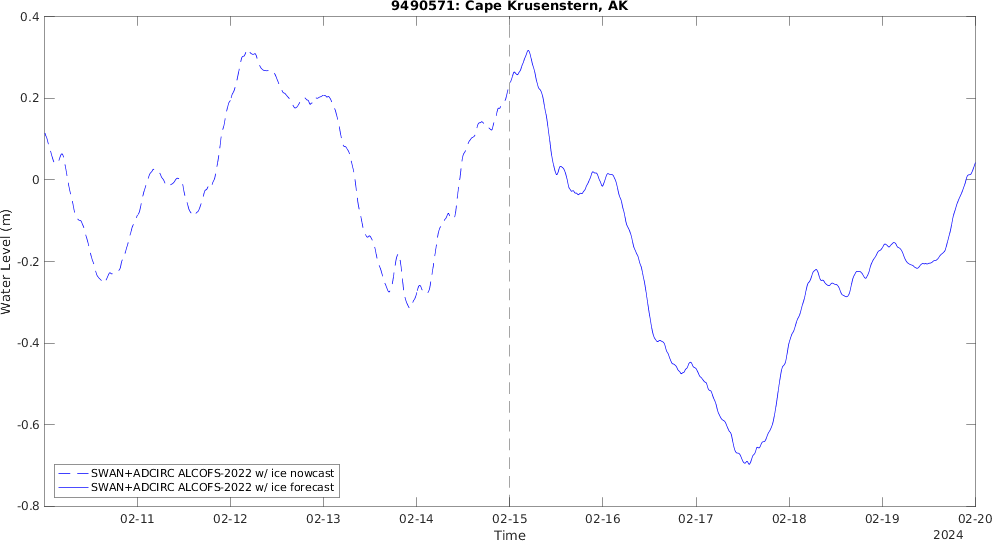 9490571: Cape Krusenstern, AK
0.4
0.2
0
-0.2
-0.4
-0.6
-0.8
Water Level (m)
SWAN+ADCIRC ALCOFS-2022 w/ ice nowcast
SWAN+ADCIRC ALCOFS-2022 w/ ice forecast
02-11 02-12 02-13 02-14 02-15 02-16 02-17 02-18 02-19 02-20
Time
2024